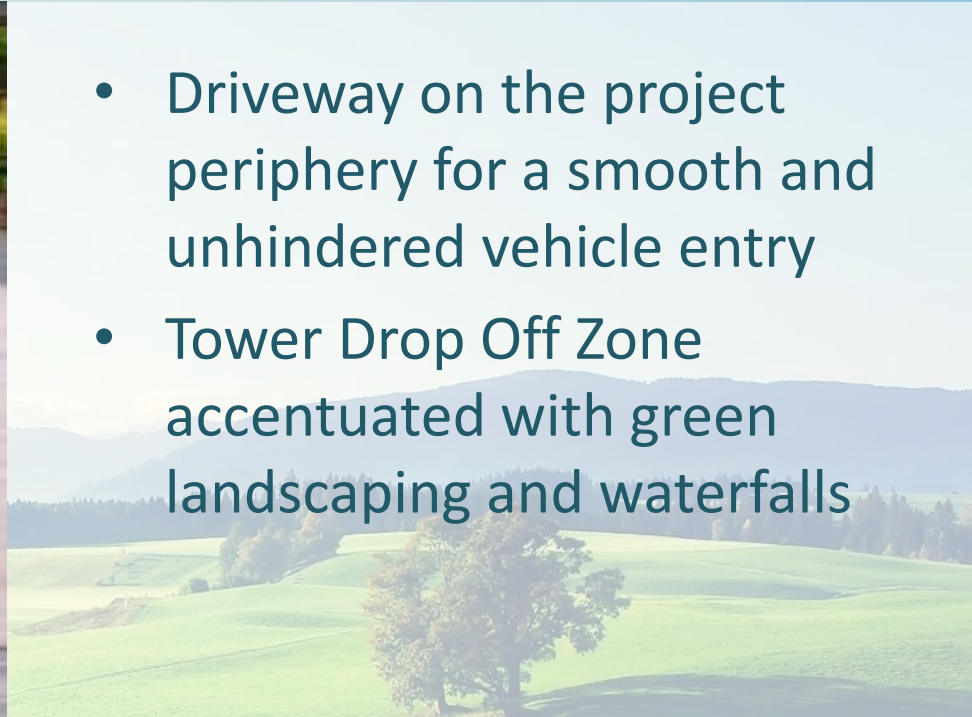 • Driveway on the project
periphery for a smooth and
unhindered vehicle entry
• Tower Drop Off Zone
accentuated with green
landscaping and waterfalls